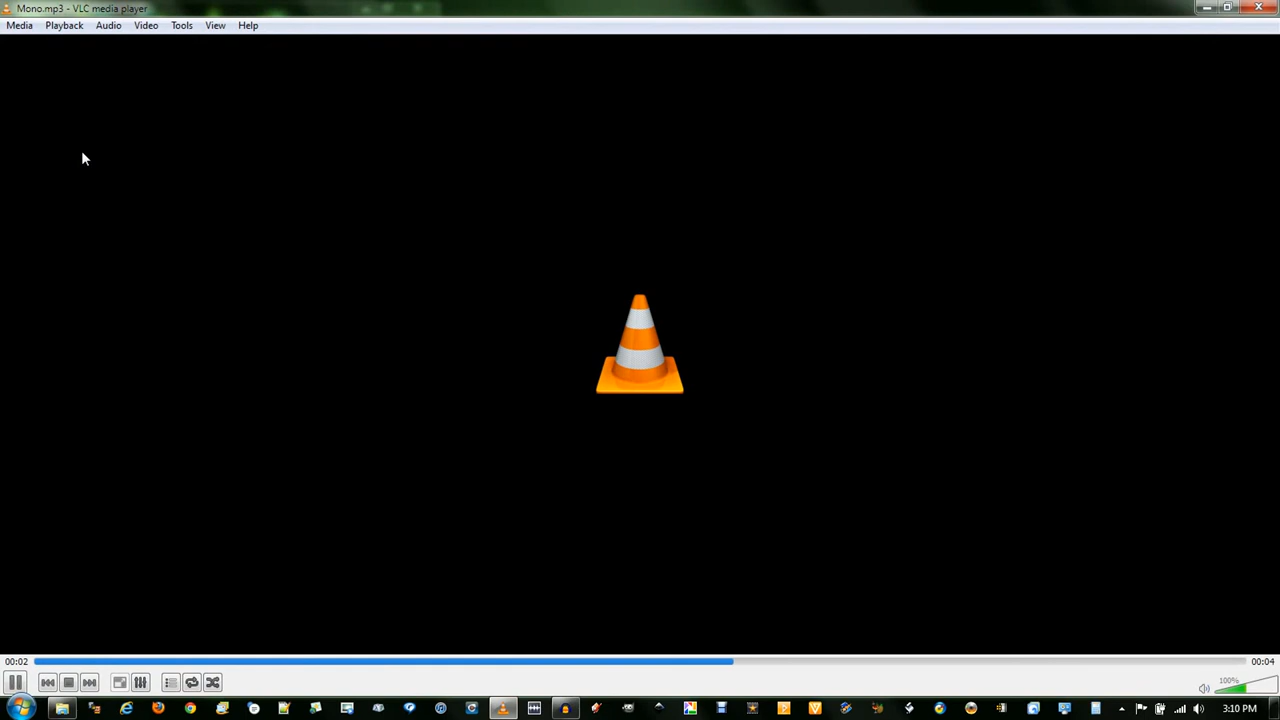 Mono.mp3 - VLC media player
Media Playback Audio Video Tools View Help
00:02 00:04
100%
3:10 PM